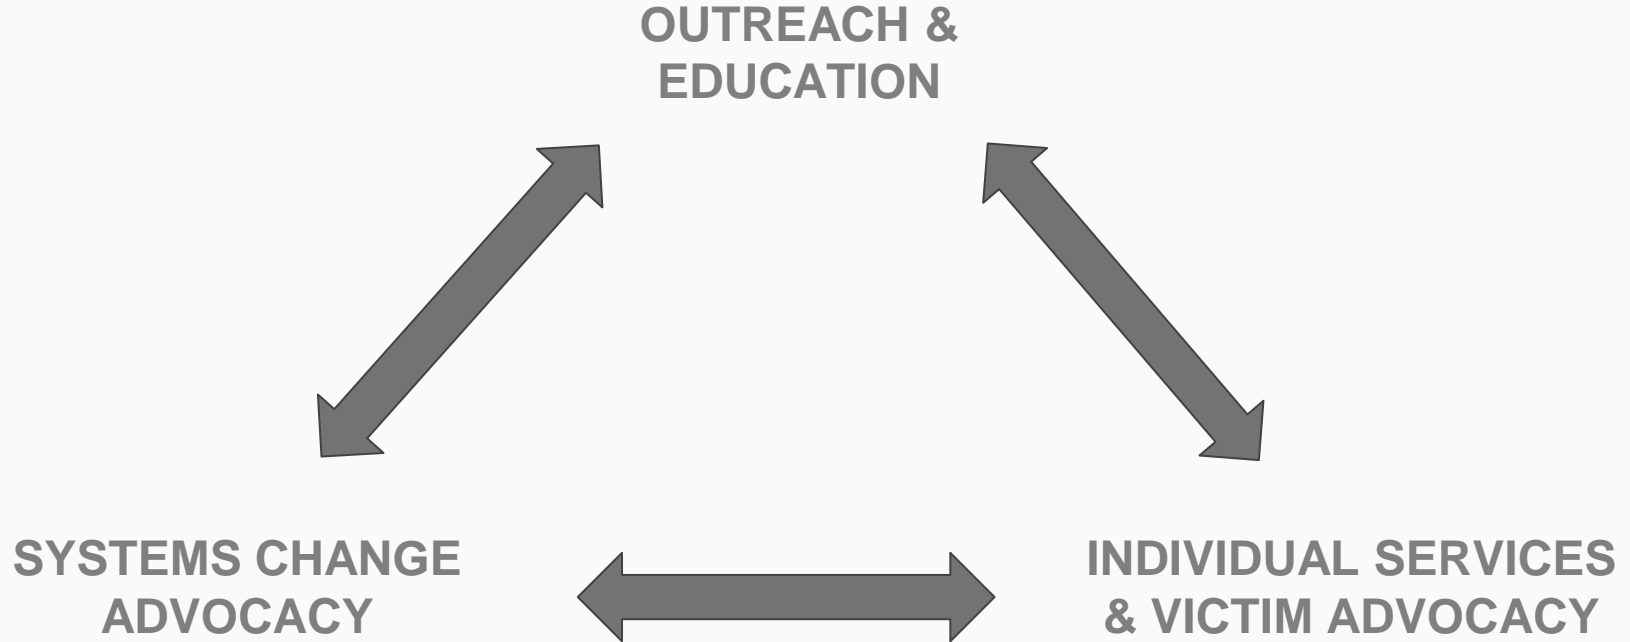 OUTREACH &
EDUCATION
SYSTEMS CHANGE
ADVOCACY
INDIVIDUAL SERVICES
& VICTIM ADVOCACY